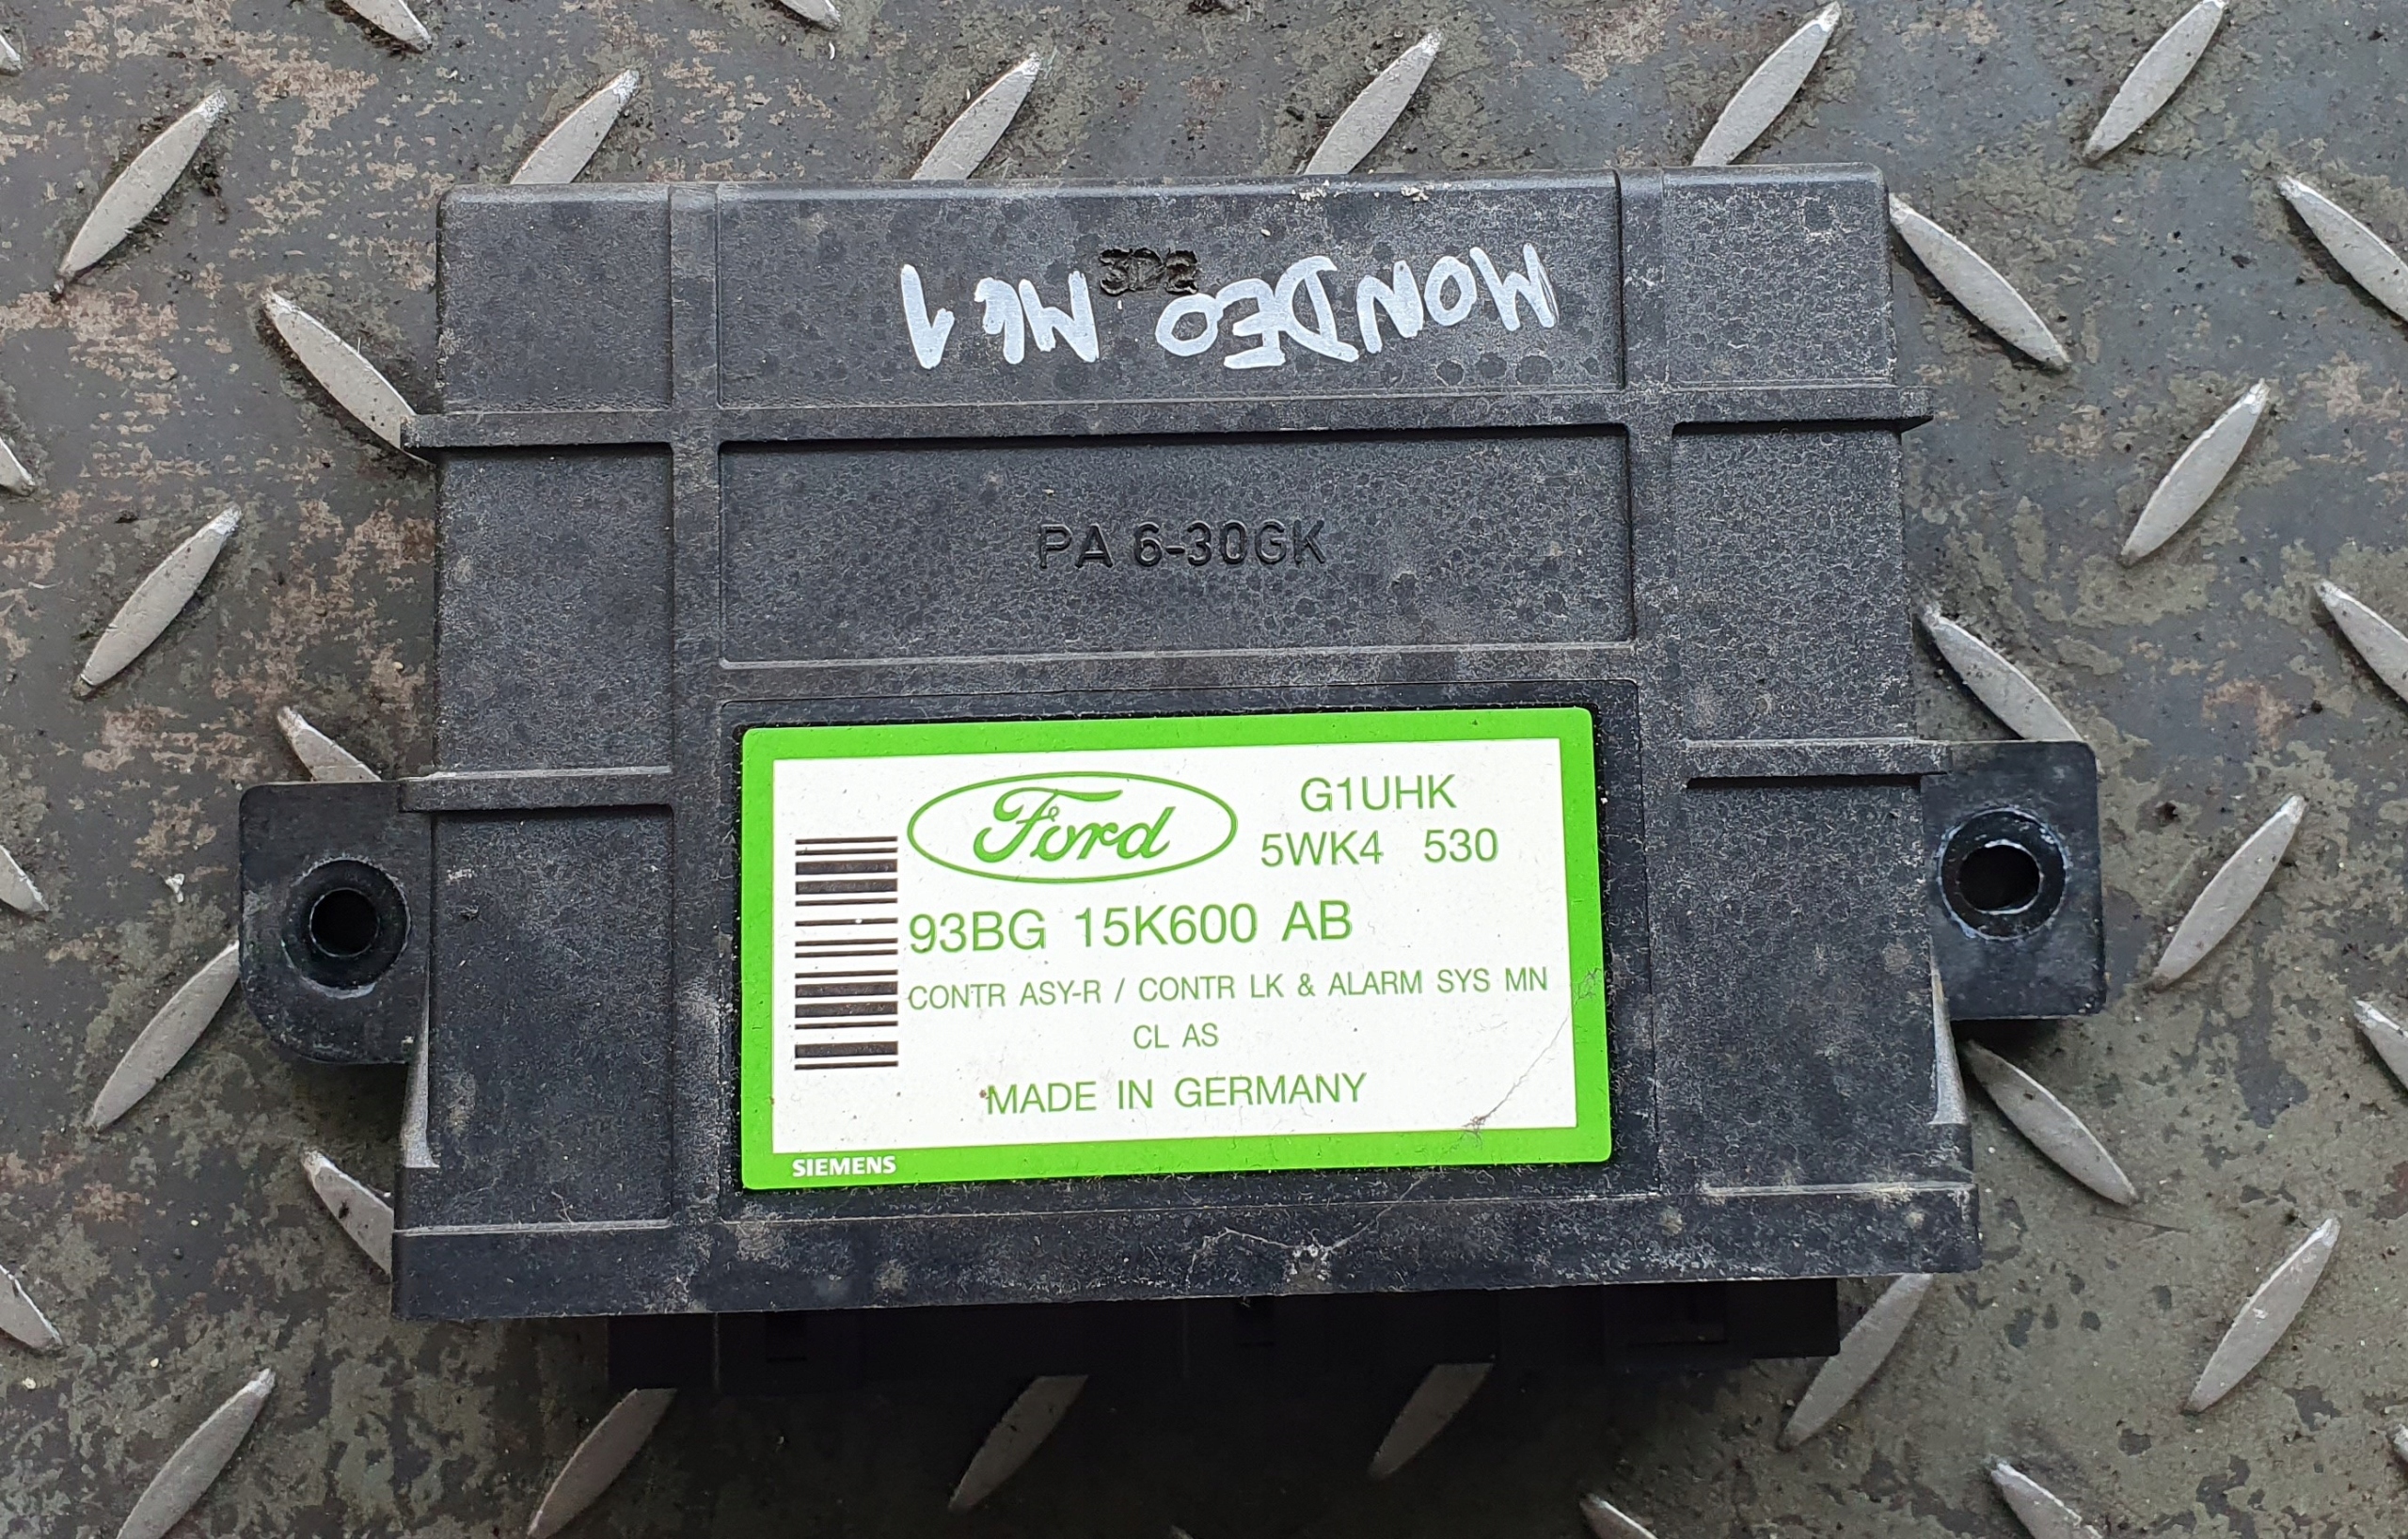 MONDEO MK1
PA 6-30GK
Ford
G1UHK
5WK4 530
93BG 15K600 AB
CONTR ASY-R / CONTR LK & ALARM SYS MN
CL AS
MADE IN GERMANY
SIEMENS